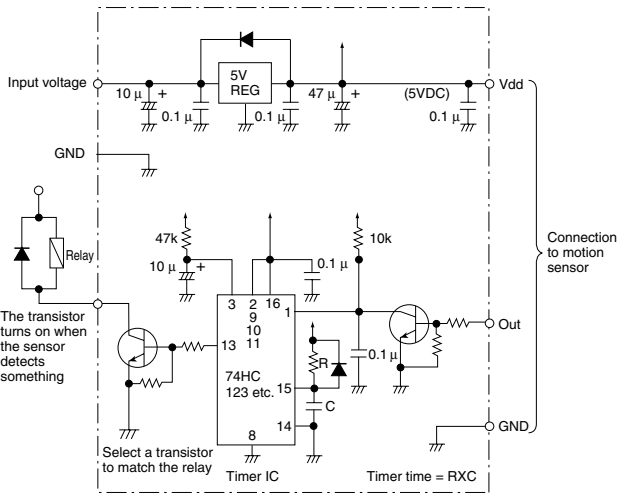 Input voltage
10 μ +
0.1 μ
5V
REG
0.1 μ
47 μ +
(5VDC)
0.1 μ
Vdd
GND
Relay
47k
10 μ +
0.1 μ
10k
Connection
to motion
sensor
The transistor
turns on when
the sensor
detects
something
3 2 16
9
10
11
1
13
0.1 μ
Out
74HC
123 etc.
15
R
C
14
8
GND
Select a transistor
to match the relay
Timer IC
Timer time = RXC